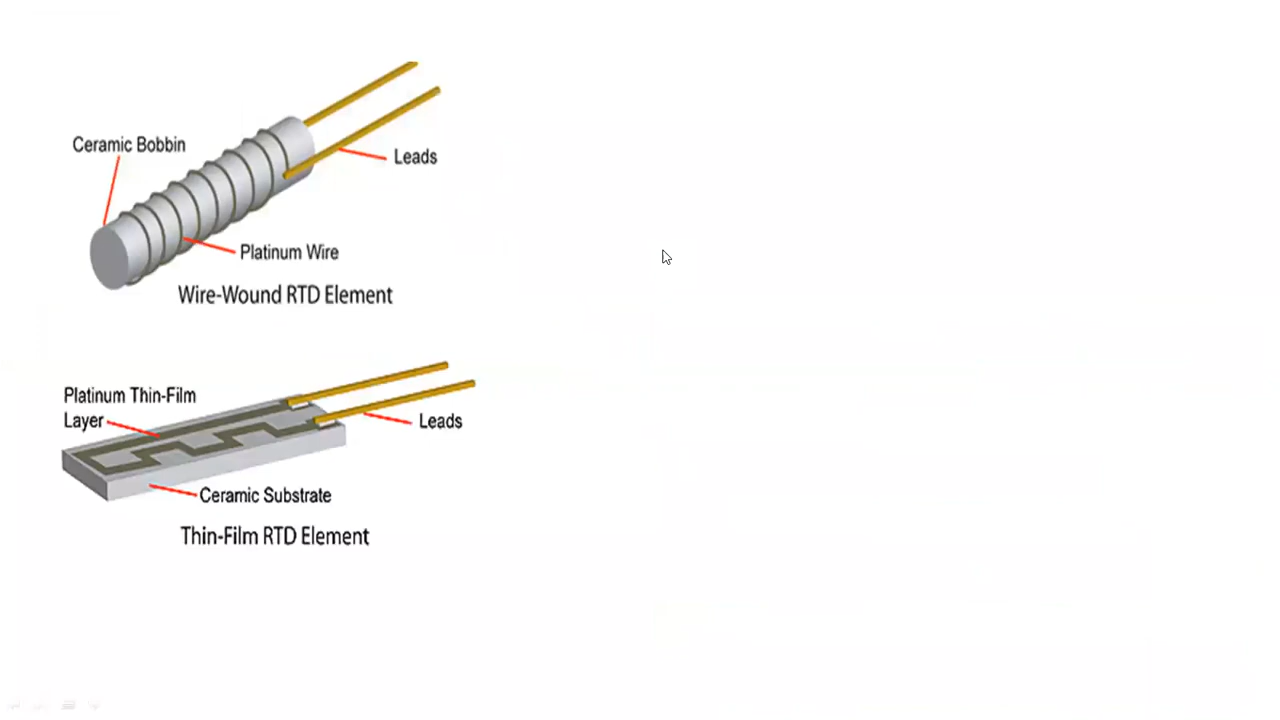 Ceramic Bobbin
Leads
Platinum Wire
Wire-Wound RTD Element
Platinum Thin-Film
Layer
Leads
Ceramic Substrate
Thin-Film RTD Element